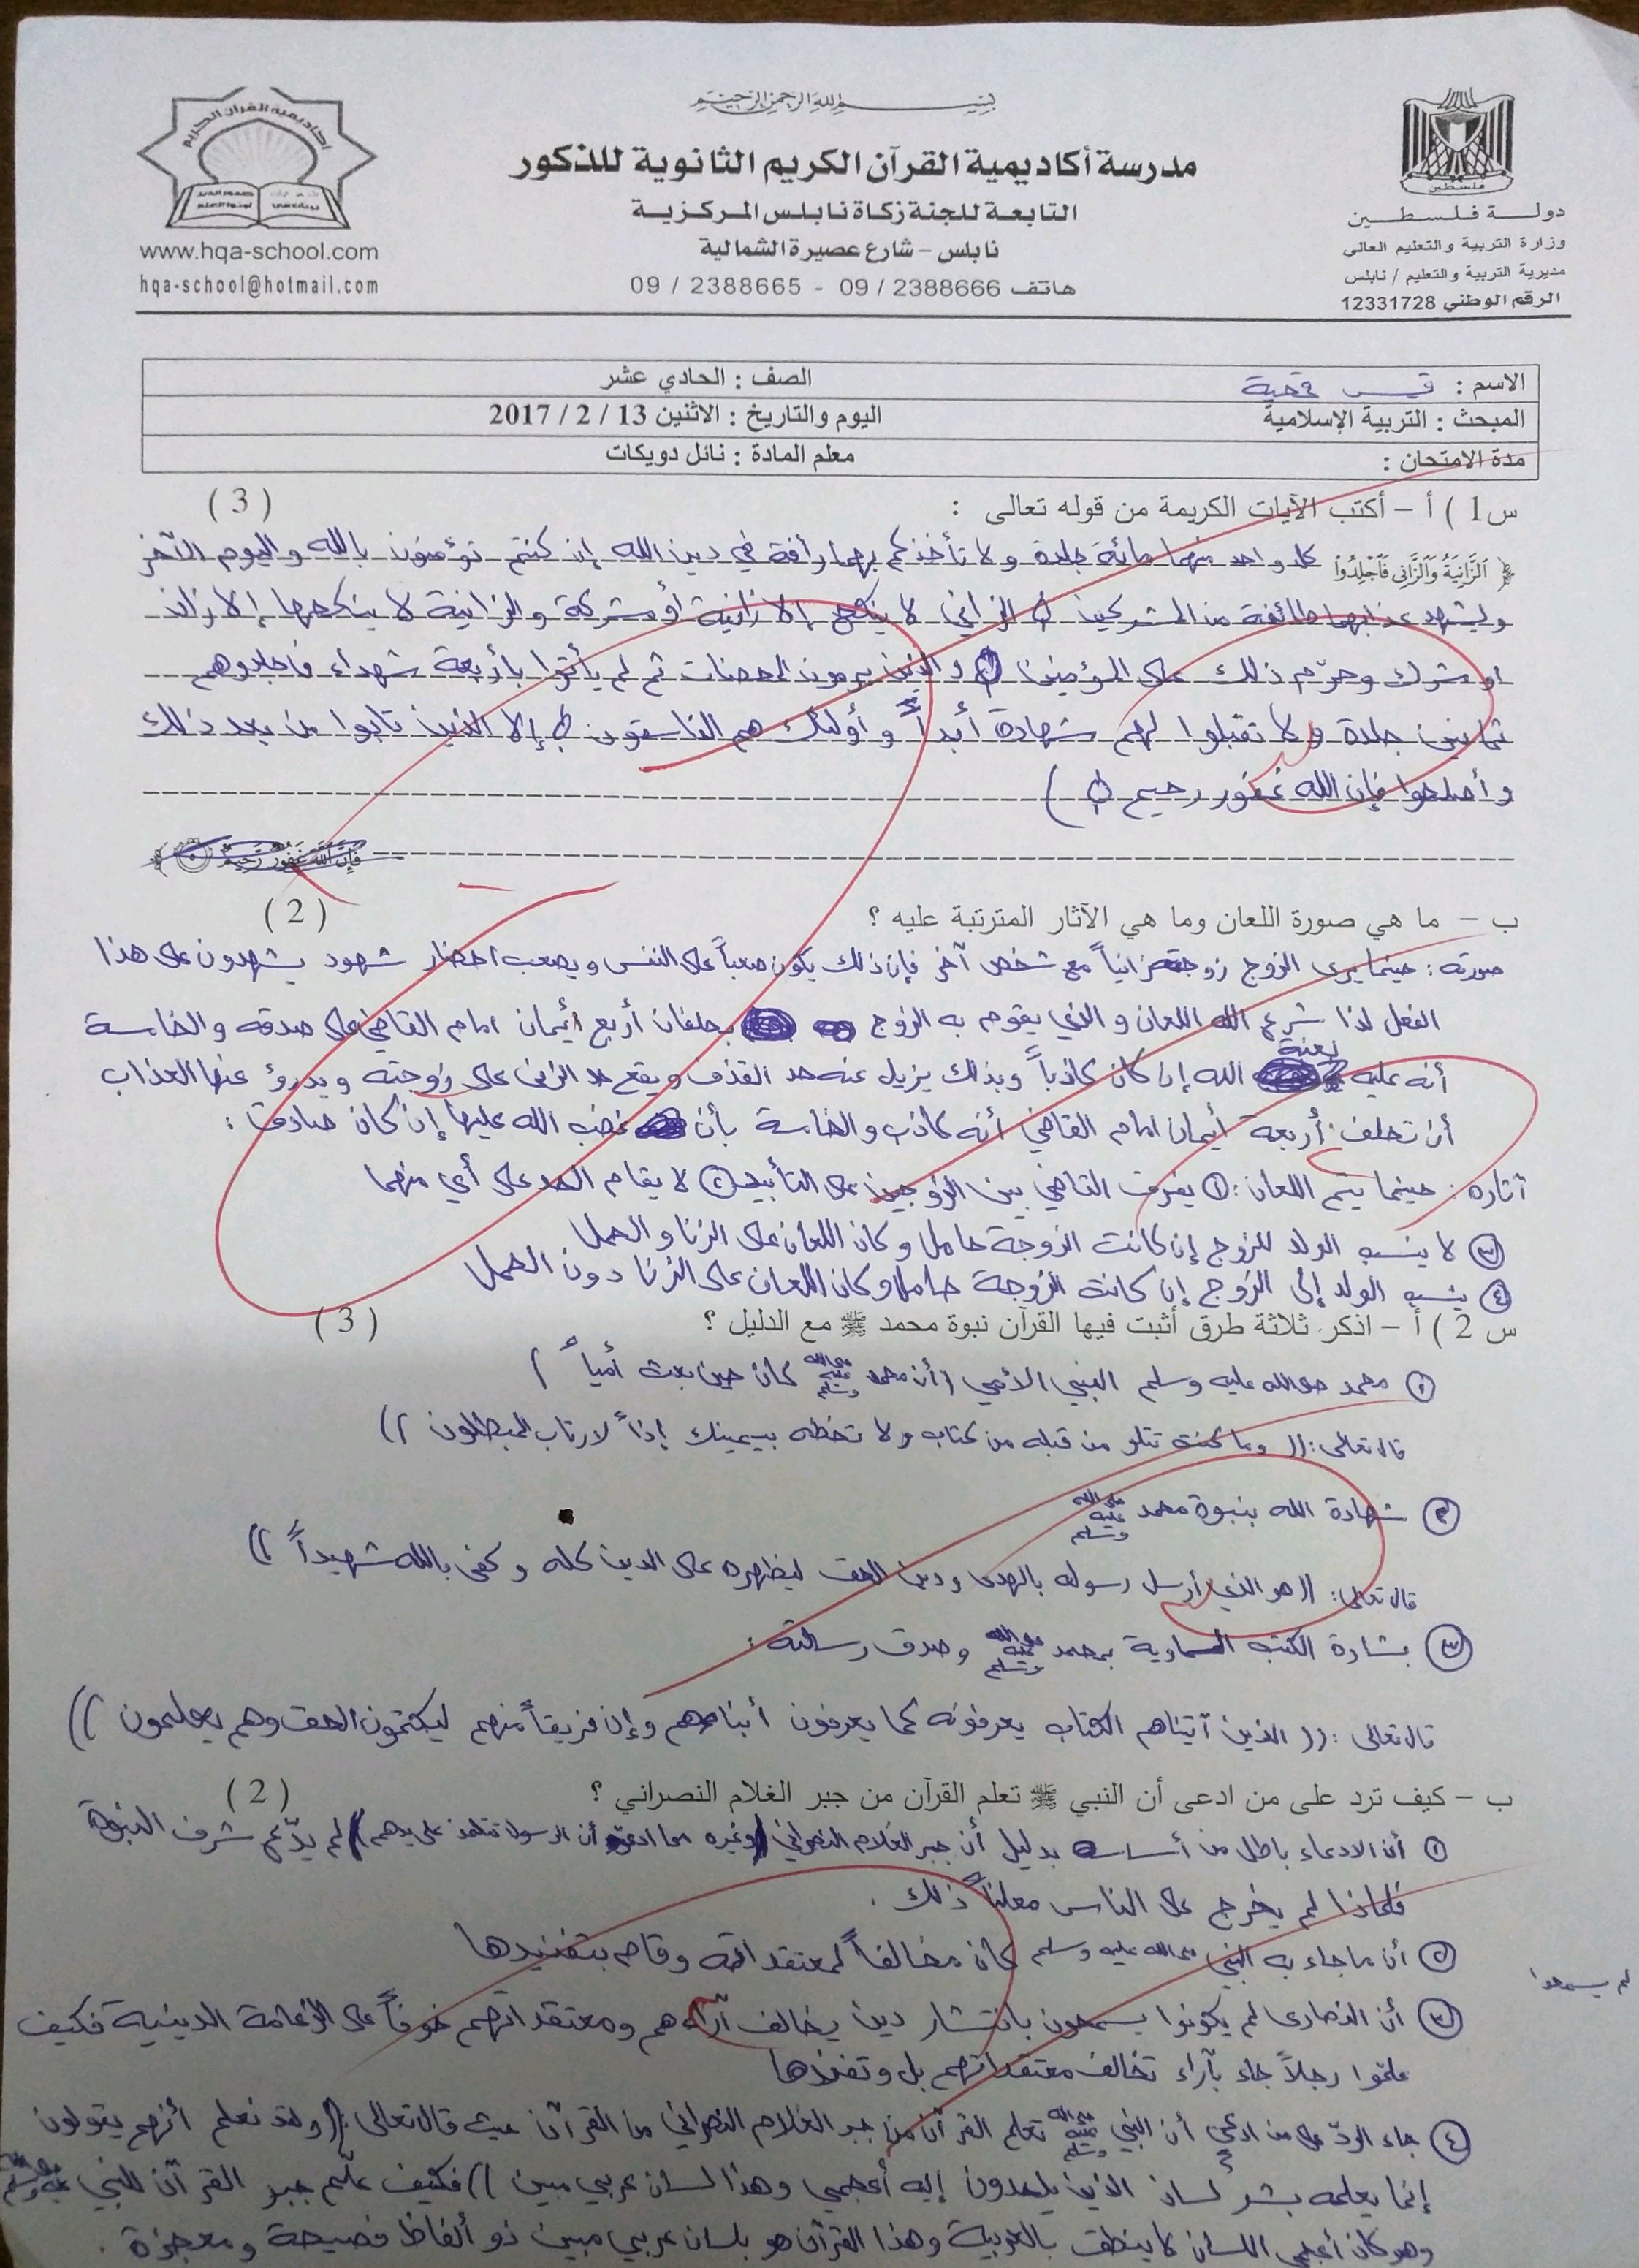 بسم الله الرحمن الرحيم
مدرسة أكاديمية القرآن الكريم الثانوية للذكور
التابعة للجنة زكاة نابلس المركزية
نابلس – شارع عصيرة الشمالية
هاتف 2388666 / 09 - 2388665 / 09
فلسطين
دولة فلسطين
وزارة التربية والتعليم العالى
مديرية التربية والتعليم / نابلس
الرقم الوطني 12331728
أكاديمية القرآن الكريم
www.hqa-school.com
hqa-school@hotmail.com
الاسم : قيس الصف : الحادي عشر
المبحث : التربية الإسلامية اليوم والتاريخ : الاثنين 13 / 2 / 2017
مدة الامتحان : معلم المادة : نائل دويكات
س1 ) أ – أكتب الآيات الكريمة من قوله تعالى : ( 3 )
﴿ ٱلزَّانِيَةُ وَٱلزَّانِى فَٱجْلِدُوا۟ كل واحد منهما مائة جلدة ولا تأخذكم بهما رأفة في دين الله إن كنتم تؤمنون بالله واليوم الآخر
وليشهد عذابهما طائفة من المشركين الزاني لا ينكح إلا زانية أو مشركة والزانية لا ينكحها إلا زان
او مشرك وحرّم ذلك على المؤمنين والذين يرمون المحصنات ثم لم يأتوا بأربعة شهداء فاجلدوهم
ثمانين جلدة ولا تقبلوا لهم شهادة أبداً وأولئك هم الفاسقون إلا الذين تابوا من بعد ذلك
وأصلحوا فإن الله غفور رحيم )
فَإِنَّ ٱللَّهَ غَفُورٌ رَّحِيمٌ
ب – ما هي صورة اللعان وما هي الآثار المترتبة عليه ؟ ( 2 )
صورته : حينما يرى الزوج زوجته زانياً مع شخص آخر فإن ذلك يكون صعباً على النفس ويصعب احضار شهود يشهدون على هذا
الفعل لذا شرع الله اللعان والذي يقوم به الزوج بحلفان أربع أيمان امام القاضي على صدقه والخامسة
أنه عليه لعنة الله إن كان كاذباً وبذلك يزيل عنه حد القذف ويقع حد الزنى على زوجته ويدرؤ عنها العذاب
أن تحلف أربعة أيمان امام القاضي أنه كاذب والخامسة بأن غضب الله عليها إن كان صادق :
آثاره : حينما يتم اللعان : ① يفرق القاضي بين الزوجين على التأبيد ② لا يقام الحد على أي منهما
③ لا ينسب الولد للزوج إن كانت الزوجة حامل وكان اللعان على الزنا والحمل
④ ينسب الولد إلى الزوج إن كانت الزوجة حامل وكان اللعان على الزنا دون الحمل
س 2 ) أ – اذكر ثلاثة طرق أثبت فيها القرآن نبوة محمد ﷺ مع الدليل ؟ ( 3 )
① محمد صلى الله عليه وسلم النبي الأمي (أن محمد صلى الله عليه وسلم كان حين بعث أمياً )
قال تعالى : (( وما كنت تتلو من قبله من كتاب ولا تخطه بيمينك إذاً لارتاب المبطلون ))
② شهادة الله بنبوة محمد صلى الله عليه وسلم
قال تعالى : (( هو الذي أرسل رسوله بالهدى ودين الحق ليظهره على الدين كله وكفى بالله شهيداً ))
③ بشارة الكتب السماوية بمحمد صلى الله عليه وسلم وصدق رسالته :
قال تعالى : (( الذين آتيناهم الكتاب يعرفونه كما يعرفون أبناءهم وإن فريقاً منهم ليكتمون الحق وهم يعلمون ))
ب – كيف ترد على من ادعى أن النبي ﷺ تعلم القرآن من جبر الغلام النصراني ؟ ( 2 )
① أن الادعاء باطل من أساسه بدليل أن جبر الغلام النصراني (وغيره مما ادعوا أن الرسول تتلمذ على يدهم) لم يدّعِ شرف النبوة
فلماذا لم يخرج على الناس معلناً ذلك .
② أن ما جاء به النبي صلى الله عليه وسلم كان مخالفاً لمعتقداته وقام بتفنيدها
لم يسمحوا
③ أن النصارى لم يكونوا يسمحون بانتشار دين يخالف آراءهم ومعتقداتهم خوفاً على الزعامة الدينية فكيف
علموا رجلاً جاء بآراء تخالف معتقداتهم بل وتفندها
④ جاء الردّ على من ادعى أن النبي صلى الله عليه وسلم تعلم القرآن من جبر الغلام النصراني من القرآن حيث قال تعالى : (( ولقد نعلم أنهم يقولون
إنما يعلمه بشر لسان الذين يلحدون إليه أعجمي وهذا لسان عربي مبين )) فكيف علّم جبر القرآن للنبي صلى الله عليه وسلم
وهو كان أعجمي اللسان لا ينطق بالعربية وهذا القرآن هو بلسان عربي مبين ذو ألفاظ فصيحة ومعجزة .